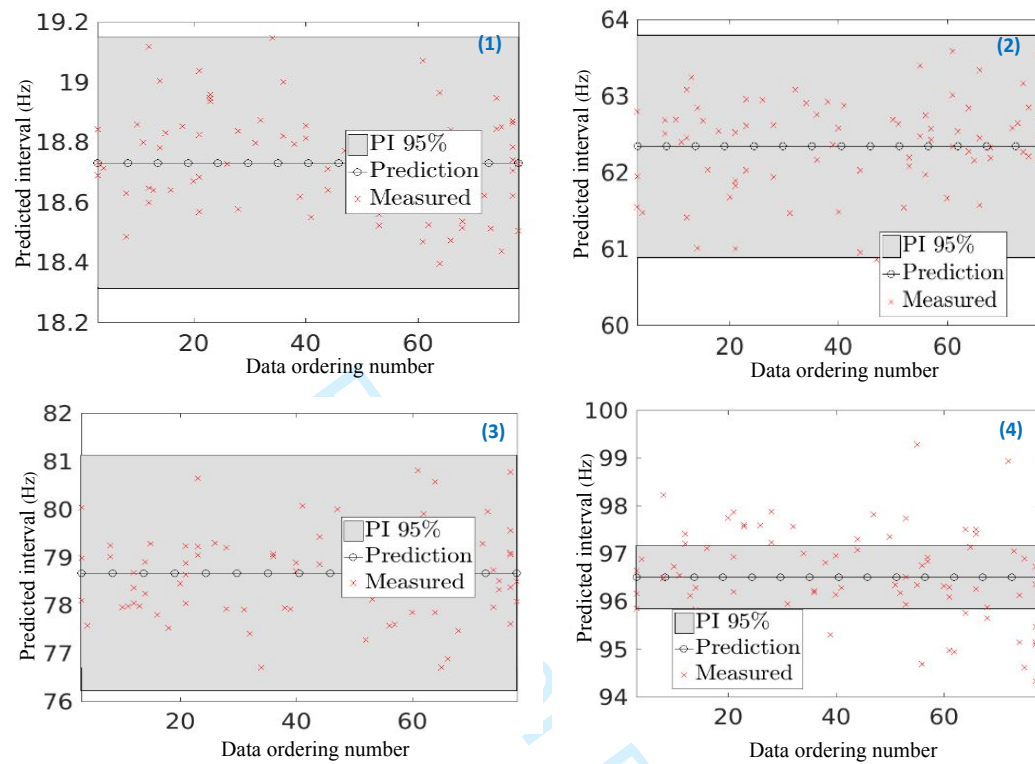 19.2
19
18.8
18.6
18.4
18.2
Predicted interval (Hz)
(1)
PI 95%
Prediction
Measured
20
40
60
Data ordering number
64
63
62
61
60
Predicted interval (Hz)
(2)
PI 95%
Prediction
Measured
20
40
60
Data ordering number
82
81
80
79
78
77
76
Predicted interval (Hz)
(3)
PI 95%
Prediction
Measured
20
40
60
Data ordering number
100
99
98
97
96
95
94
Predicted interval (Hz)
(4)
PI 95%
Prediction
Measured
20
40
60
Data ordering number